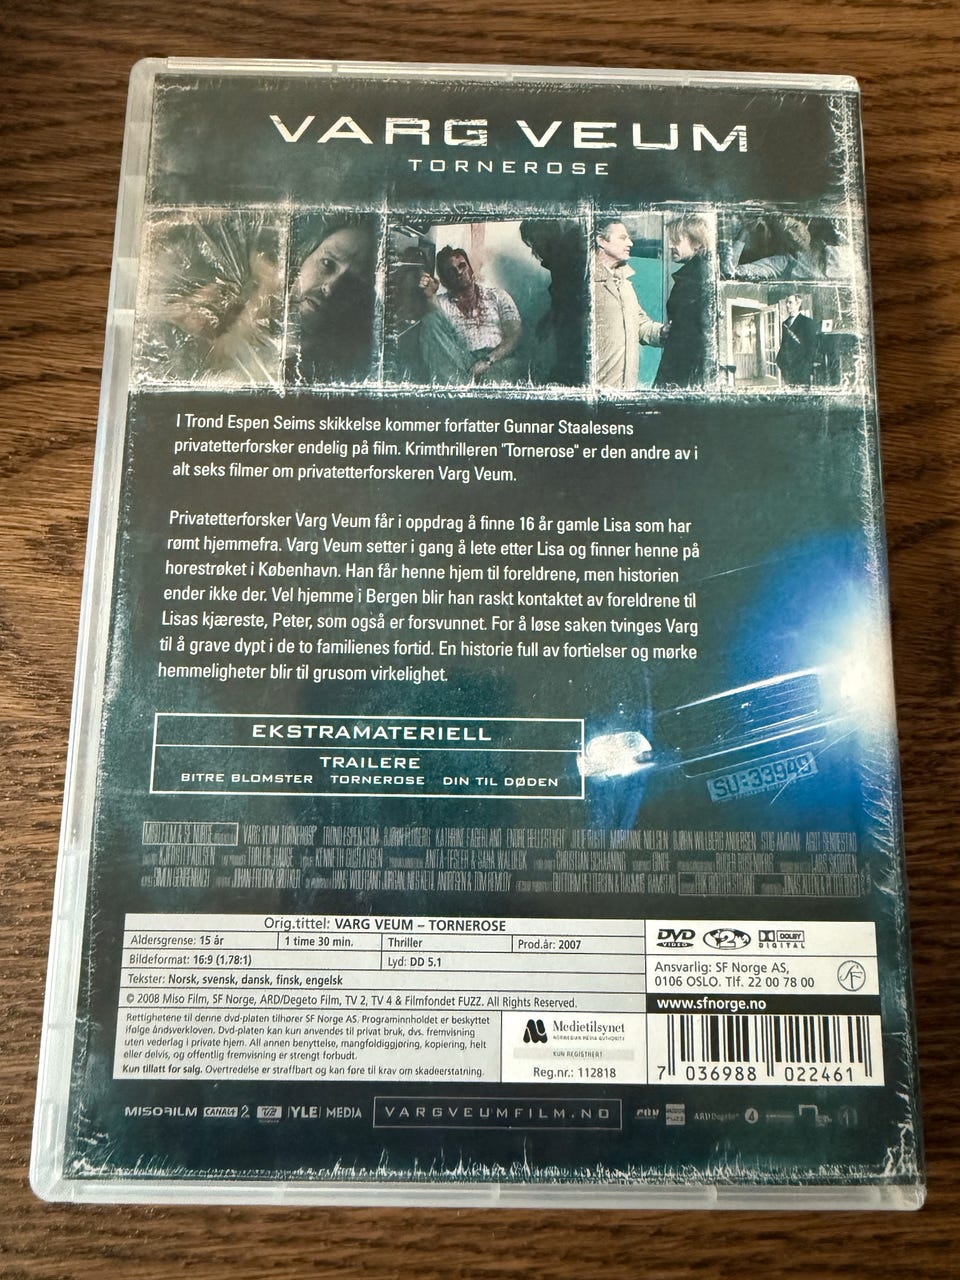 VARG VEUM
TORNEROSE
I Trond Espen Seims skikkelse kommer forfatter Gunnar Staalesens
privatetterforsker endelig på film. Krimthrilleren "Tornerose" er den andre av i
alt seks filmer om privatetterforskeren Varg Veum.
Privatetterforsker Varg Veum får i oppdrag å finne 16 år gamle Lisa som har
rømt hjemmefra. Varg Veum setter i gang å lete etter Lisa og finner henne på
horestrøket i København. Han får henne hjem til foreldrene, men historien
ender ikke der. Vel hjemme i Bergen blir han raskt kontaktet av foreldrene til
Lisas kjæreste, Peter, som også er forsvunnet. For å løse saken tvinges Varg
til å grave dypt i de to familienes fortid. En historie full av fortielser og mørke
hemmeligheter blir til grusom virkelighet.
EKSTRAMATERIELL
TRAILERE
BITRE BLOMSTER TORNEROSE DIN TIL DØDEN
SU:33949
Orig.tittel: VARG VEUM – TORNEROSE
Aldersgrense: 15 år 1 time 30 min. Thriller Prod.år: 2007
Bildeformat: 16:9 (1,78:1) Lyd: DD 5.1
Tekster: Norsk, svensk, dansk, finsk, engelsk
© 2008 Miso Film, SF Norge, ARD/Degeto Film, TV 2, TV 4 & Filmfondet FUZZ. All Rights Reserved.
DVD VIDEO 2 DOLBY DIGITAL
Ansvarlig: SF Norge AS,
0106 OSLO. Tlf. 22 00 78 00
www.sfnorge.no
Rettighetene til denne dvd-platen tilhører SF Norge AS. Programinnholdet er beskyttet
ifølge åndsverkloven. Dvd-platen kan kun anvendes til privat bruk, dvs. fremvisning
uten vederlag i private hjem. All annen benyttelse, mangfoldiggjøring, kopiering, helt
eller delvis, og offentlig fremvisning er strengt forbudt.
Kun tillatt for salg. Overtredelse er straffbart og kan føre til krav om skadeerstatning.
Medietilsynet
NORWEGIAN MEDIA AUTHORITY
KUN REGISTRERT
Reg.nr.: 112818
7 036988 022461
MISOFILM CANAL+ 2 YLE MEDIA VARGVEUMFILM.NO ARD Degeto 4